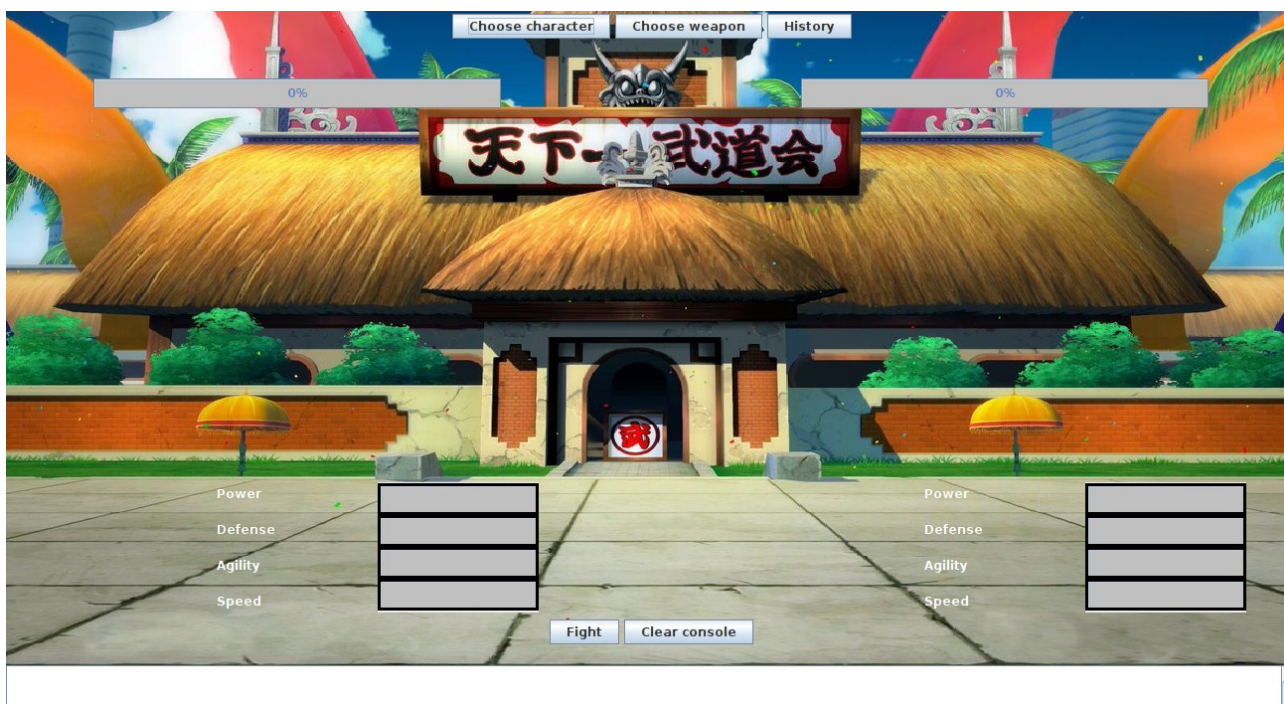 Choose character Choose weapon History
0% 0%
天下一武道会
武
Power Power
Defense Defense
Agility Agility
Speed Speed
Fight Clear console